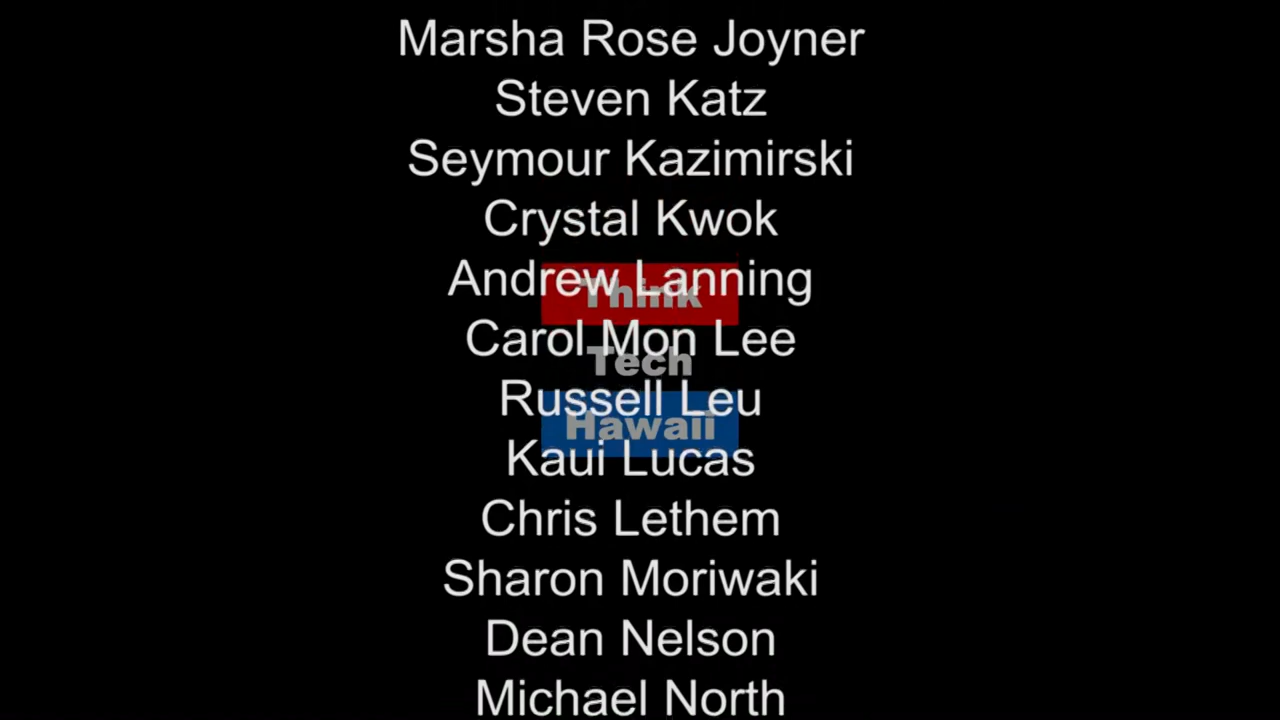 Marsha Rose Joyner
Steven Katz
Seymour Kazimirski
Crystal Kwok
Andrew Lanning
Think
Carol Mon Lee
Tech
Russell Leu
Hawaii
Kaui Lucas
Chris Lethem
Sharon Moriwaki
Dean Nelson
Michael North